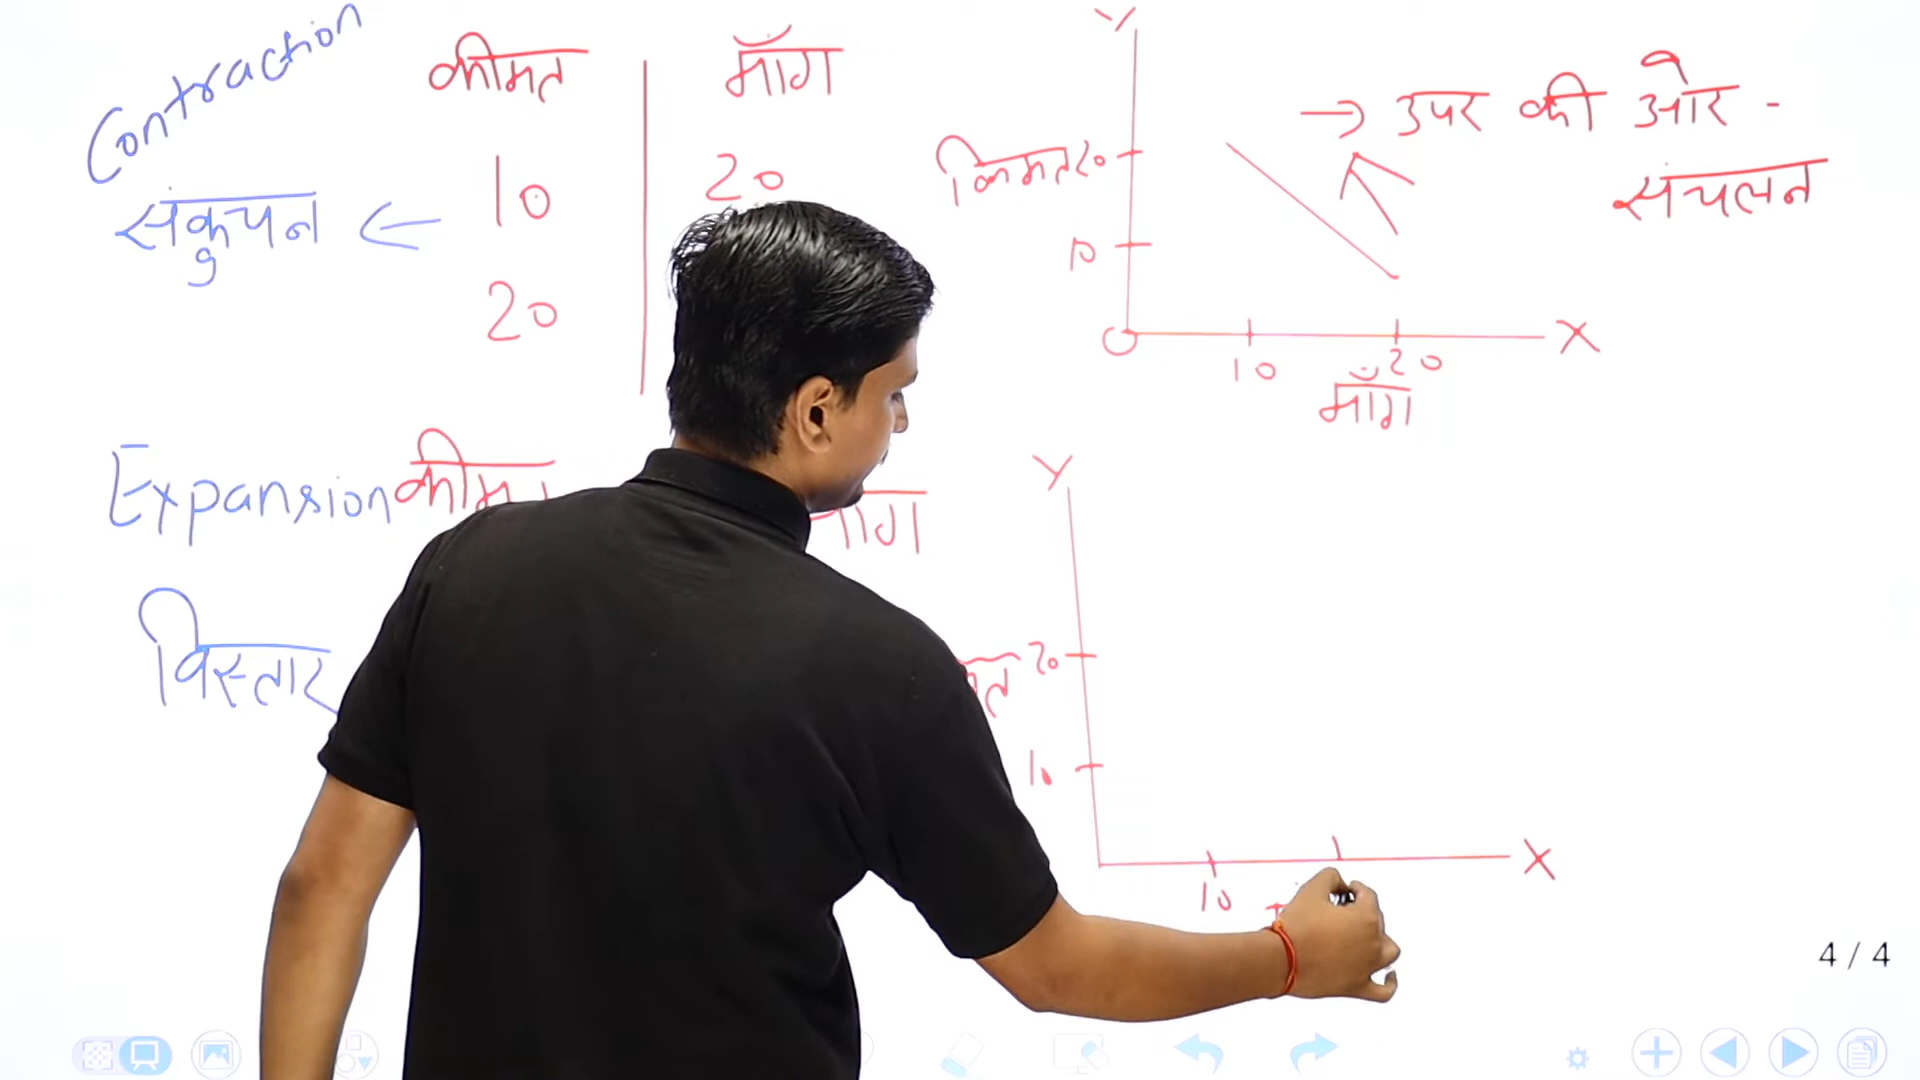 Contraction
कीमत
माँग
10
20
संकुचन ←
20
Y
किमत 20
10
O
10
20
X
माँग
→ उपर की ओर -
संचलन
Expansion
विस्तार
Y
20
10
10
X
4 / 4